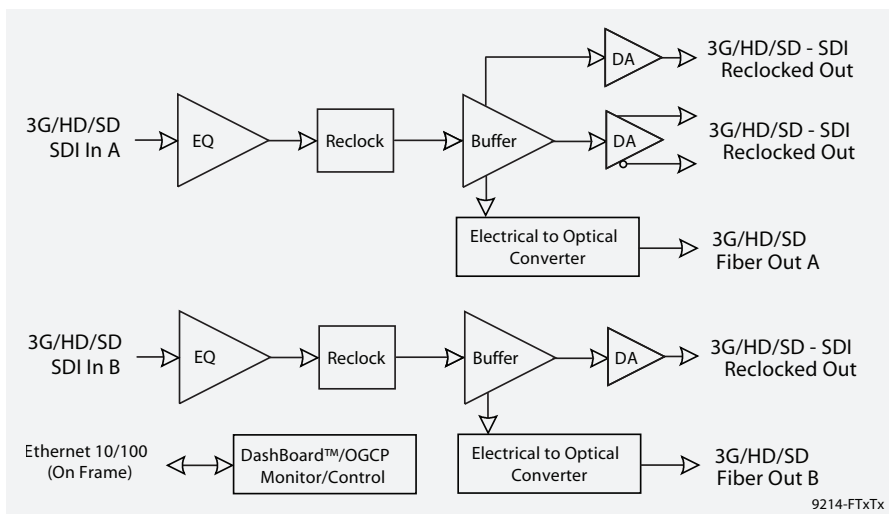 DA
3G/HD/SD - SDI
Reclocked Out
3G/HD/SD
SDI In A
EQ
Reclock
Buffer
DA
3G/HD/SD - SDI
Reclocked Out
Electrical to Optical
Converter
3G/HD/SD
Fiber Out A
3G/HD/SD
SDI In B
EQ
Reclock
Buffer
DA
3G/HD/SD - SDI
Reclocked Out
Ethernet 10/100
(On Frame)
DashBoard™/OGCP
Monitor/Control
Electrical to Optical
Converter
3G/HD/SD
Fiber Out B
9214-FTxTx